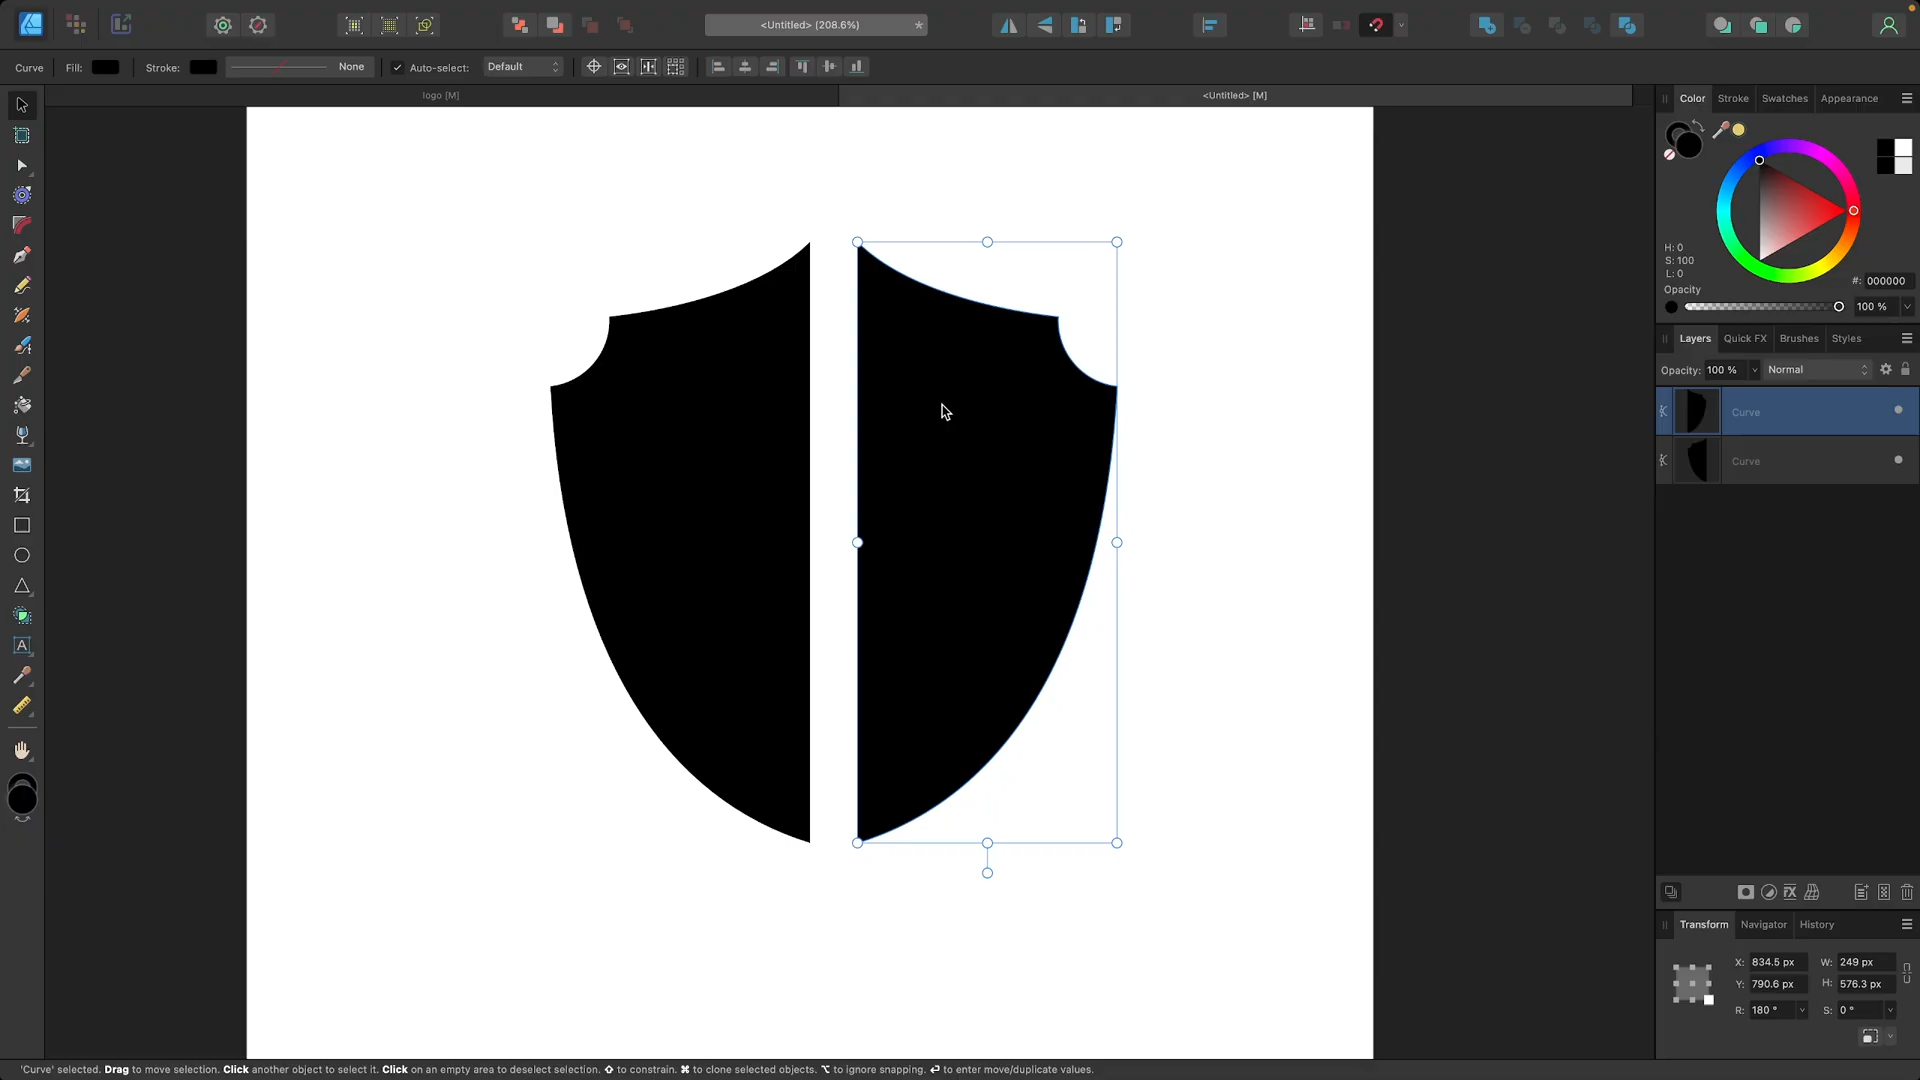 <Untitled> (208.6%)
*
Curve
Fill:
Stroke:
None
Auto-select:
Default
logo [M]
<Untitled> [M]
A
Color
Stroke
Swatches
Appearance
H: 0
S: 100
L: 0
#:
000000
Opacity
100 %
Layers
Quick FX
Brushes
Styles
Opacity:
100 %
Normal
Curve
Curve
FX
Transform
Navigator
History
X:
834.5 px
W:
249 px
Y:
790.6 px
H:
576.3 px
R:
180 °
S:
0 °
'Curve' selected. Drag to move selection. Click another object to select it. Click on an empty area to deselect selection. ⇧ to constrain. ⌘ to clone selected objects. ⌥ to ignore snapping. ⏎ to enter move/duplicate values.